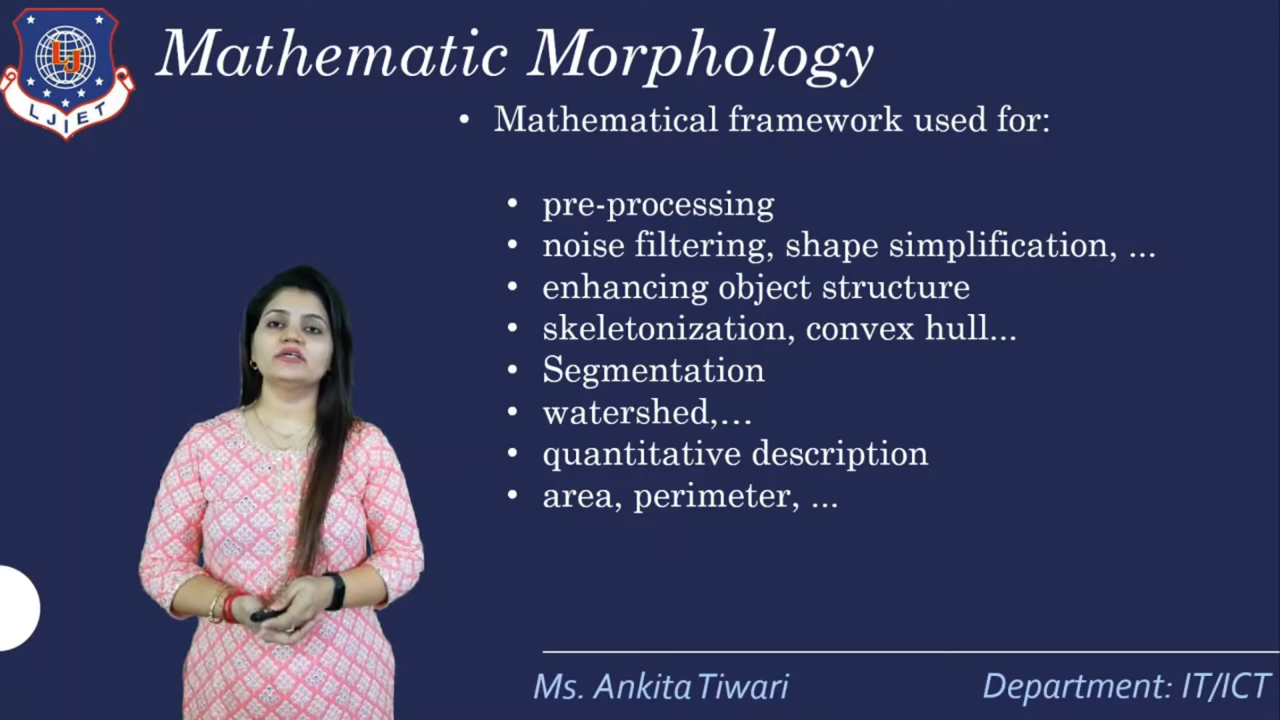 LJ
LJIET
Mathematic Morphology
• Mathematical framework used for:
• pre-processing
• noise filtering, shape simplification, ...
• enhancing object structure
• skeletonization, convex hull...
• Segmentation
• watershed,...
• quantitative description
• area, perimeter, ...
Ms. Ankita Tiwari
Department: IT/ICT